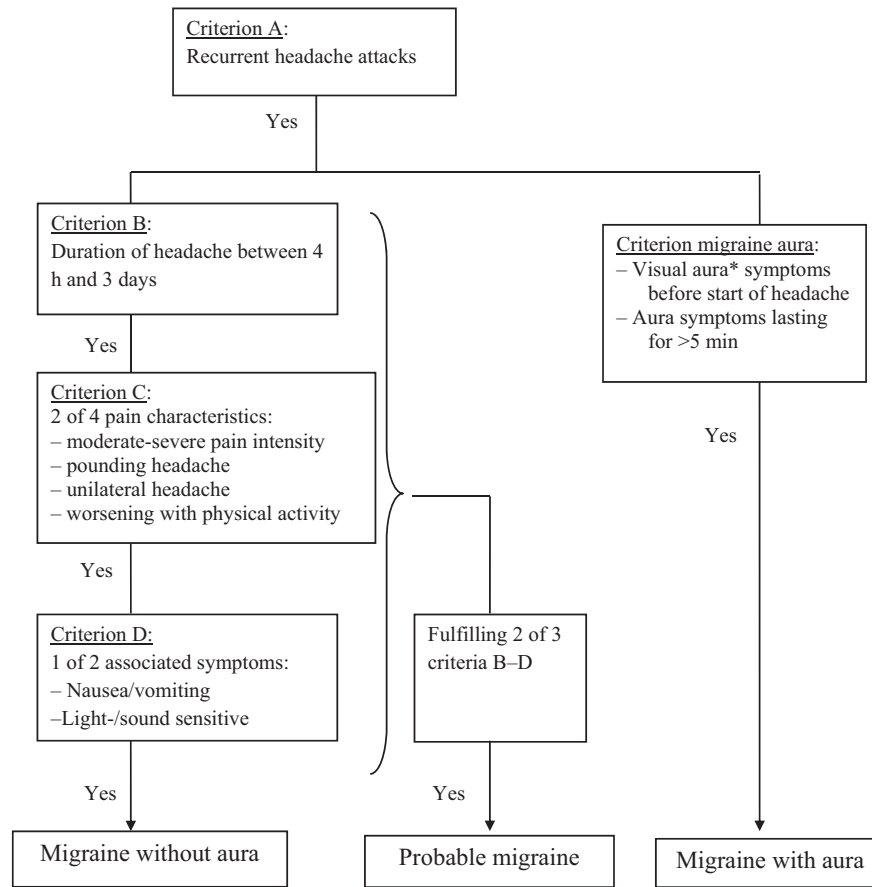 Criterion A:
Recurrent headache attacks
Yes
Criterion B:
Duration of headache between 4
h and 3 days
Yes
Criterion C:
2 of 4 pain characteristics:
– moderate-severe pain intensity
– pounding headache
– unilateral headache
– worsening with physical activity
Yes
Criterion D:
1 of 2 associated symptoms:
– Nausea/vomiting
–Light-/sound sensitive
Yes
Migraine without aura
Fulfilling 2 of 3
criteria B–D
Yes
Probable migraine
Criterion migraine aura:
– Visual aura* symptoms
before start of headache
– Aura symptoms lasting
for >5 min
Yes
Migraine with aura